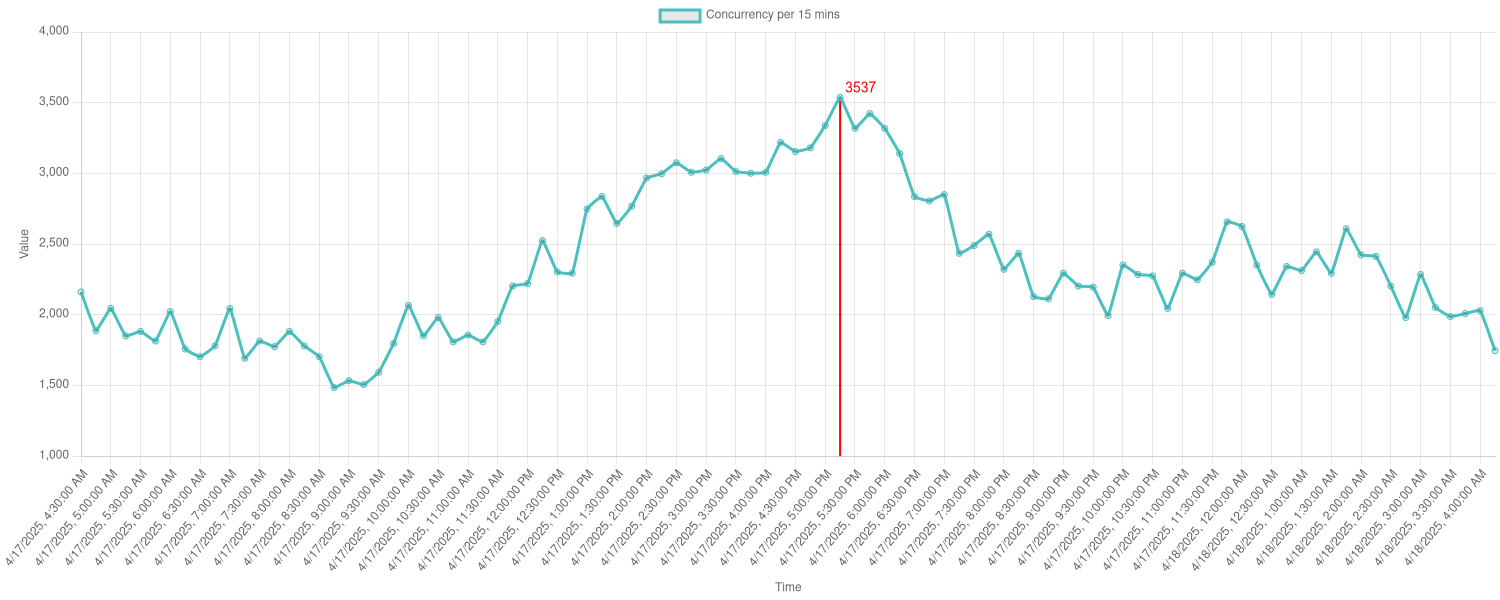 Concurrency per 15 mins
4,000
3,500
3,000
2,500
2,000
1,500
1,000
Value
3537
4/17/2025, 4:30:00 AM
4/17/2025, 5:00:00 AM
4/17/2025, 5:30:00 AM
4/17/2025, 6:00:00 AM
4/17/2025, 6:30:00 AM
4/17/2025, 7:00:00 AM
4/17/2025, 7:30:00 AM
4/17/2025, 8:00:00 AM
4/17/2025, 8:30:00 AM
4/17/2025, 9:00:00 AM
4/17/2025, 9:30:00 AM
4/17/2025, 10:00:00 AM
4/17/2025, 10:30:00 AM
4/17/2025, 11:00:00 AM
4/17/2025, 11:30:00 AM
4/17/2025, 12:00:00 PM
4/17/2025, 12:30:00 PM
4/17/2025, 1:00:00 PM
4/17/2025, 1:30:00 PM
4/17/2025, 2:00:00 PM
4/17/2025, 2:30:00 PM
4/17/2025, 3:00:00 PM
4/17/2025, 3:30:00 PM
4/17/2025, 4:00:00 PM
4/17/2025, 4:30:00 PM
4/17/2025, 5:00:00 PM
4/17/2025, 5:30:00 PM
4/17/2025, 6:00:00 PM
4/17/2025, 6:30:00 PM
4/17/2025, 7:00:00 PM
4/17/2025, 7:30:00 PM
4/17/2025, 8:00:00 PM
4/17/2025, 8:30:00 PM
4/17/2025, 9:00:00 PM
4/17/2025, 9:30:00 PM
4/17/2025, 10:00:00 PM
4/17/2025, 10:30:00 PM
4/17/2025, 11:00:00 PM
4/17/2025, 11:30:00 PM
4/18/2025, 12:00:00 AM
4/18/2025, 12:30:00 AM
4/18/2025, 1:00:00 AM
4/18/2025, 1:30:00 AM
4/18/2025, 2:00:00 AM
4/18/2025, 2:30:00 AM
4/18/2025, 3:00:00 AM
4/18/2025, 3:30:00 AM
4/18/2025, 4:00:00 AM
Time